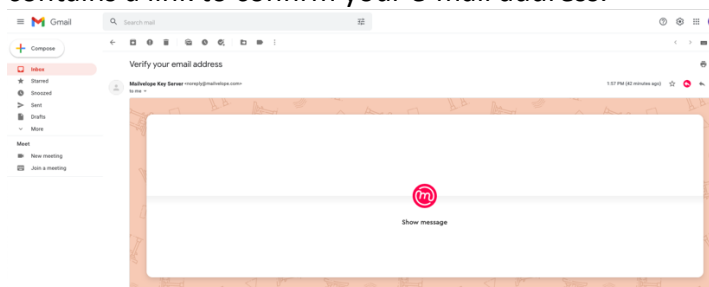 contains a link to confirm your e-mail address.
Gmail
Search mail
Compose
Verify your email address
Inbox
Starred
Snoozed
Sent
Drafts
More
Mailvelope Key Server <noreply@mailvelope.com>
to me
1:07 PM (42 minutes ago)
Meet
New meeting
Join a meeting
m
Show message